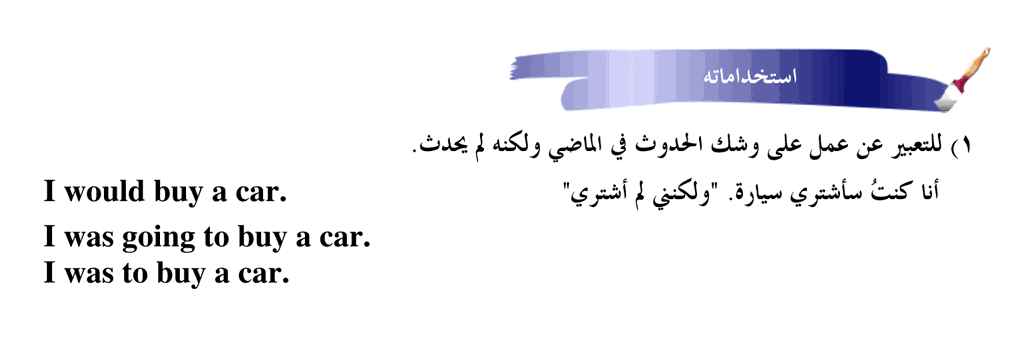 استخداماته
١) للتعبير عن عمل على وشك الحدوث في الماضي ولكنه لم يحدث.
أنا كنتُ سأشتري سيارة. "ولكنني لم أشتري"
I would buy a car.
I was going to buy a car.
I was to buy a car.